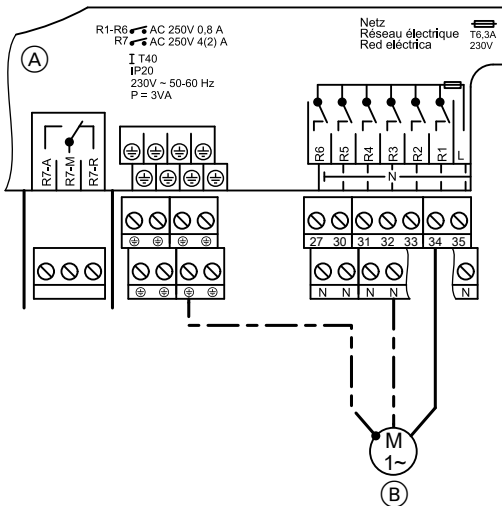 R1-R6 AC 250V 0,8 A
R7 AC 250V 4(2) A
T40
IP20
230V ~ 50-60 Hz
P = 3VA
Netz
Réseau électrique
Red eléctrica
T6,3A
230V
A
R7-A R7-M R7-R
R6 R5 R4 R3 R2 R1 L
N
27 30 31 32 33 34 35
N N N N N
M
1~
B